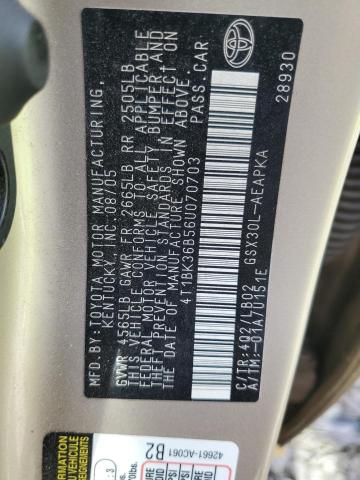 MFD.BY:TOYOTA MOTOR MANUFACTURING,
KENTUCKY, INC. 08/05
GVWR 4565LB GAWR FR 2665LB RR 2505LB
THIS VEHICLE CONFORMS TO ALL APPLICABLE
FEDERAL MOTOR VEHICLE SAFETY, BUMPER, AND
THEFT PREVENTION STANDARDS IN EFFECT ON
THE DATE OF MANUFACTURE SHOWN ABOVE.
4T1BK36B56U070703 PASS.CAR
C/TR:4Q2/LB02 GSX30L-AEAPKA
A/TM:-01A/U151E 28930
42661-AC061
B2